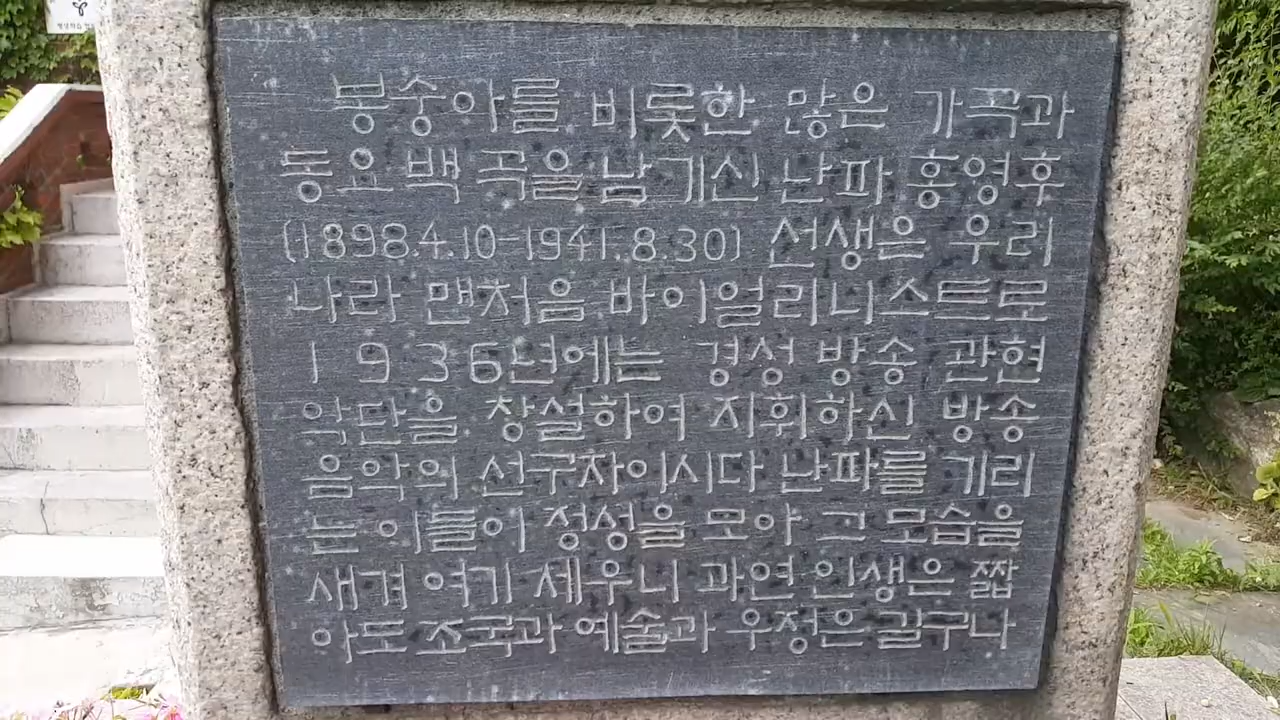 봉숭아를 비롯한 많은 가곡과
동요 백 곡을 남기신 난파 홍영후
(1898.4.10-1941.8.30) 선생은 우리
나라 맨처음 바이얼리니스트로
1936년에는 경성 방송 관현
악단을 창설하여 지휘하신 방송
음악의 선구자이시다 난파를 기리
는 이들이 정성을 모아 그 모습을
새겨 여기 세우니 과연 인생은 짧
아도 조국과 예술과 우정은 길구나